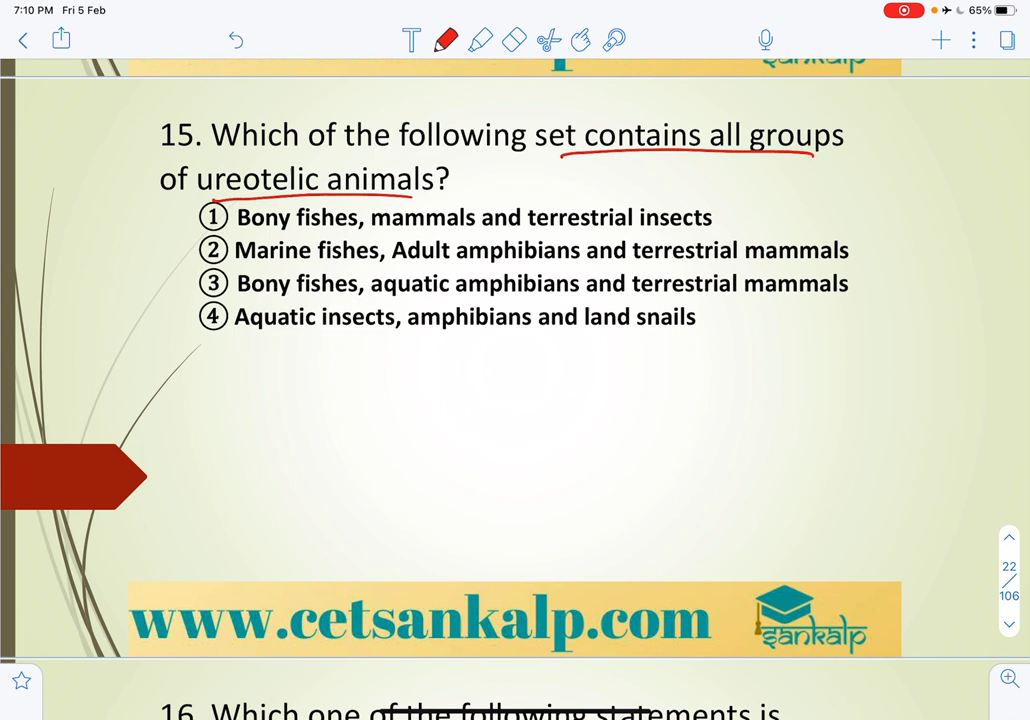 7:10 PM Fri 5 Feb
65%
T
sankalp
15. Which of the following set contains all groups
of ureotelic animals?
① Bony fishes, mammals and terrestrial insects
② Marine fishes, Adult amphibians and terrestrial mammals
③ Bony fishes, aquatic amphibians and terrestrial mammals
④ Aquatic insects, amphibians and land snails
22
106
www.cetsankalp.com
sankalp
16. Which one of the following statements is